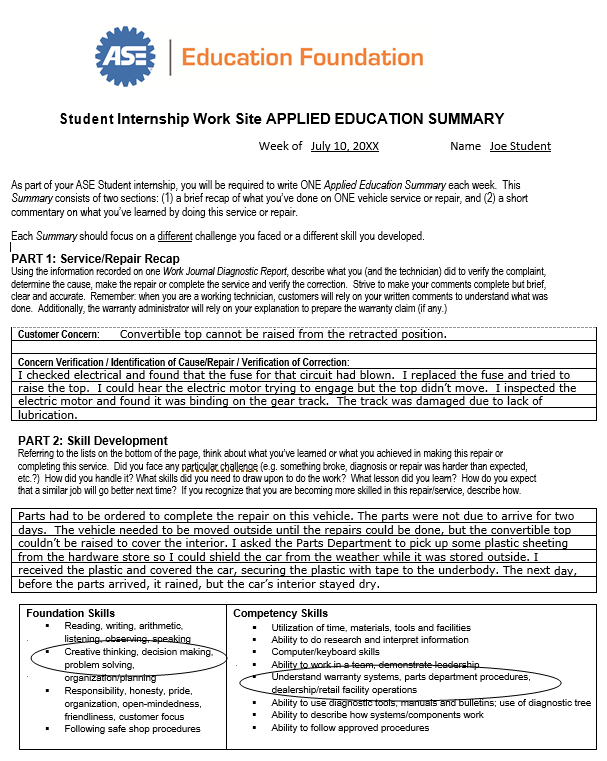 ASE Education Foundation
Student Internship Work Site APPLIED EDUCATION SUMMARY
Week of July 10, 20XX Name Joe Student
As part of your ASE Student internship, you will be required to write ONE Applied Education Summary each week. This
Summary consists of two sections: (1) a brief recap of what you've done on ONE vehicle service or repair, and (2) a short
commentary on what you've learned by doing this service or repair.
Each Summary should focus on a different challenge you faced or a different skill you developed.
PART 1: Service/Repair Recap
Using the information recorded on one Work Journal Diagnostic Report, describe what you (and the technician) did to verify the complaint,
determine the cause, make the repair or complete the service and verify the correction. Strive to make your comments complete but brief,
clear and accurate. Remember: when you are a working technician, customers will rely on your written comments to understand what was
done. Additionally, the warranty administrator will rely on your explanation to prepare the warranty claim (if any.)
Customer Concern: Convertible top cannot be raised from the retracted position.
Concern Verification / Identification of Cause/Repair / Verification of Correction:
I checked electrical and found that the fuse for that circuit had blown. I replaced the fuse and tried to
raise the top. I could hear the electric motor trying to engage but the top didn't move. I inspected the
electric motor and found it was binding on the gear track. The track was damaged due to lack of
lubrication.
PART 2: Skill Development
Referring to the lists on the bottom of the page, think about what you've learned or what you achieved in making this repair or
completing this service. Did you face any particular challenge (e.g. something broke, diagnosis or repair was harder than expected,
etc.?) How did you handle it? What skills did you need to draw upon to do the work? What lesson did you learn? How do you expect
that a similar job will go better next time? If you recognize that you are becoming more skilled in this repair/service, describe how.
Parts had to be ordered to complete the repair on this vehicle. The parts were not due to arrive for two
days. The vehicle needed to be moved outside until the repairs could be done, but the convertible top
couldn't be raised to cover the interior. I asked the Parts Department to pick up some plastic sheeting
from the hardware store so I could shield the car from the weather while it was stored outside. I
received the plastic and covered the car, securing the plastic with tape to the underbody. The next day,
before the parts arrived, it rained, but the car's interior stayed dry.
Foundation Skills
▪ Reading, writing, arithmetic,
listening, observing, speaking
▪ Creative thinking, decision making,
problem solving,
organization/planning
▪ Responsibility, honesty, pride,
organization, open-mindedness,
friendliness, customer focus
▪ Following safe shop procedures
Competency Skills
▪ Utilization of time, materials, tools and facilities
▪ Ability to do research and interpret information
▪ Computer/keyboard skills
▪ Ability to work in a team, demonstrate leadership
▪ Understand warranty systems, parts department procedures,
dealership/retail facility operations
▪ Ability to use diagnostic tools, manuals and bulletins; use of diagnostic tree
▪ Ability to describe how systems/components work
▪ Ability to follow approved procedures